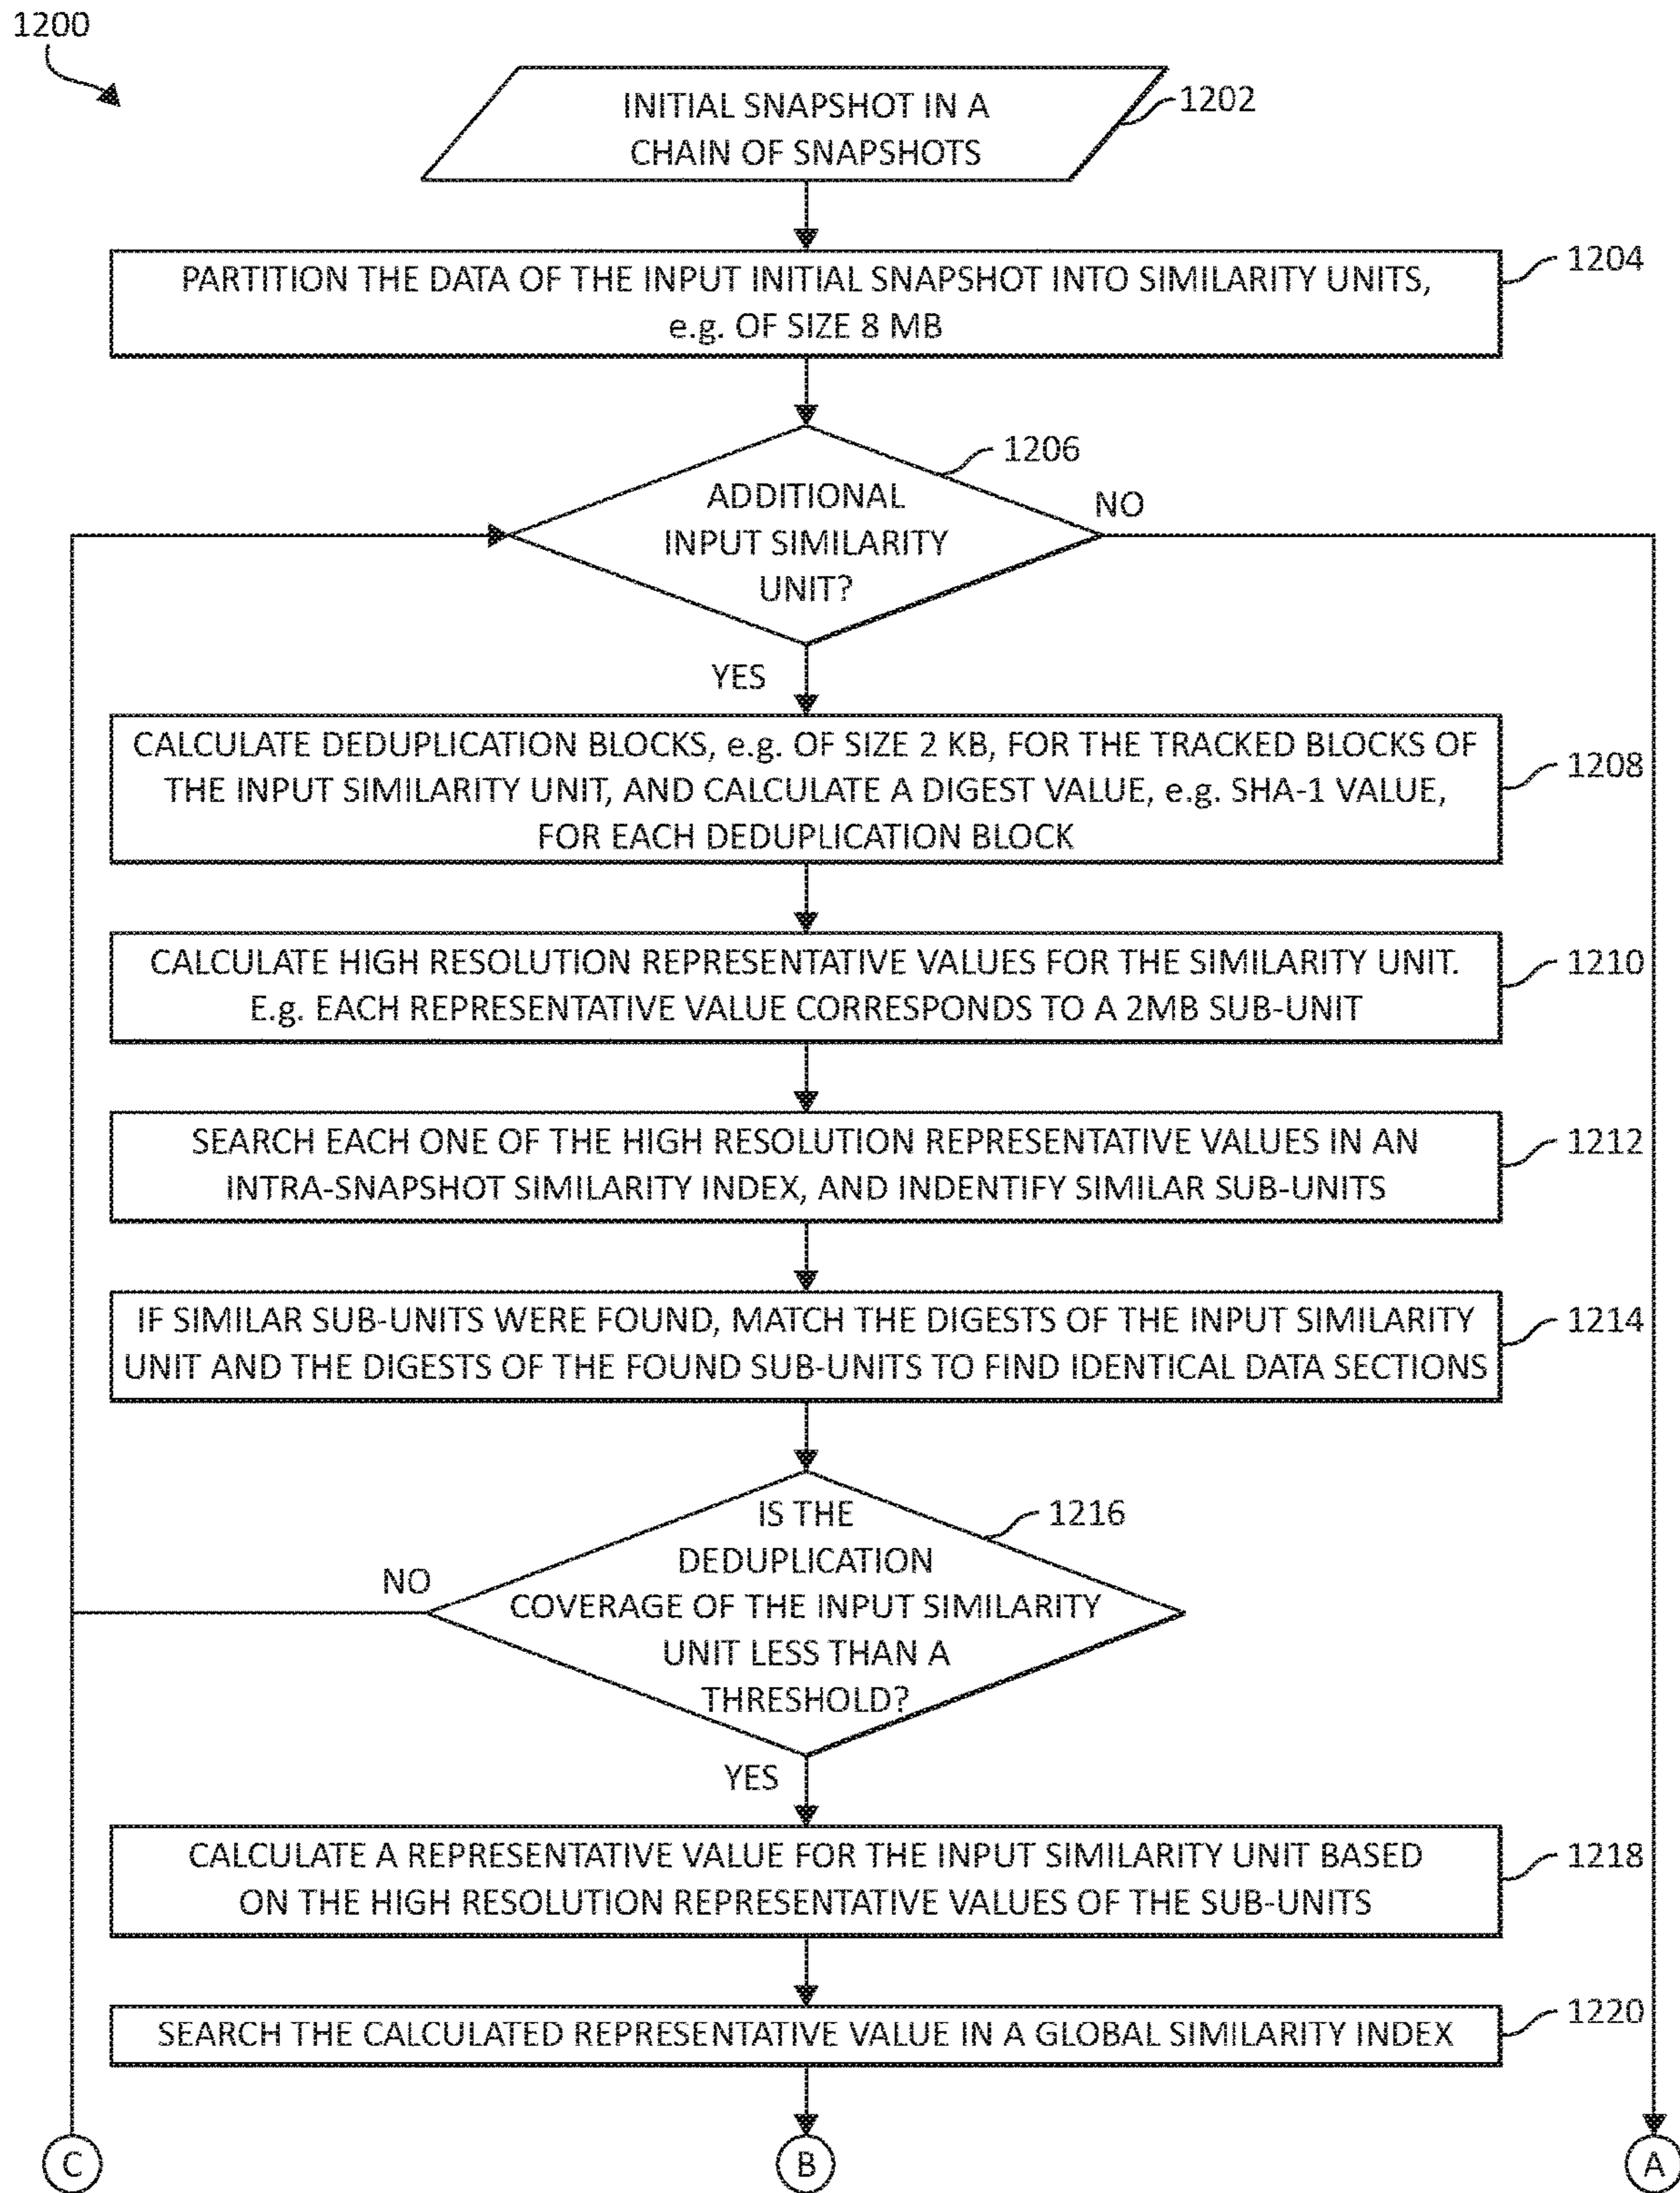 1200
INITIAL SNAPSHOT IN A
CHAIN OF SNAPSHOTS
1202
PARTITION THE DATA OF THE INPUT INITIAL SNAPSHOT INTO SIMILARITY UNITS,
e.g. OF SIZE 8 MB
1204
ADDITIONAL
INPUT SIMILARITY
UNIT?
1206
NO
YES
CALCULATE DEDUPLICATION BLOCKS, e.g. OF SIZE 2 KB, FOR THE TRACKED BLOCKS OF
THE INPUT SIMILARITY UNIT, AND CALCULATE A DIGEST VALUE, e.g. SHA-1 VALUE,
FOR EACH DEDUPLICATION BLOCK
1208
CALCULATE HIGH RESOLUTION REPRESENTATIVE VALUES FOR THE SIMILARITY UNIT.
E.g. EACH REPRESENTATIVE VALUE CORRESPONDS TO A 2MB SUB-UNIT
1210
SEARCH EACH ONE OF THE HIGH RESOLUTION REPRESENTATIVE VALUES IN AN
INTRA-SNAPSHOT SIMILARITY INDEX, AND INDENTIFY SIMILAR SUB-UNITS
1212
IF SIMILAR SUB-UNITS WERE FOUND, MATCH THE DIGESTS OF THE INPUT SIMILARITY
UNIT AND THE DIGESTS OF THE FOUND SUB-UNITS TO FIND IDENTICAL DATA SECTIONS
1214
IS THE
DEDUPLICATION
COVERAGE OF THE INPUT SIMILARITY
UNIT LESS THAN A
THRESHOLD?
1216
NO
YES
CALCULATE A REPRESENTATIVE VALUE FOR THE INPUT SIMILARITY UNIT BASED
ON THE HIGH RESOLUTION REPRESENTATIVE VALUES OF THE SUB-UNITS
1218
SEARCH THE CALCULATED REPRESENTATIVE VALUE IN A GLOBAL SIMILARITY INDEX
1220
C
B
A